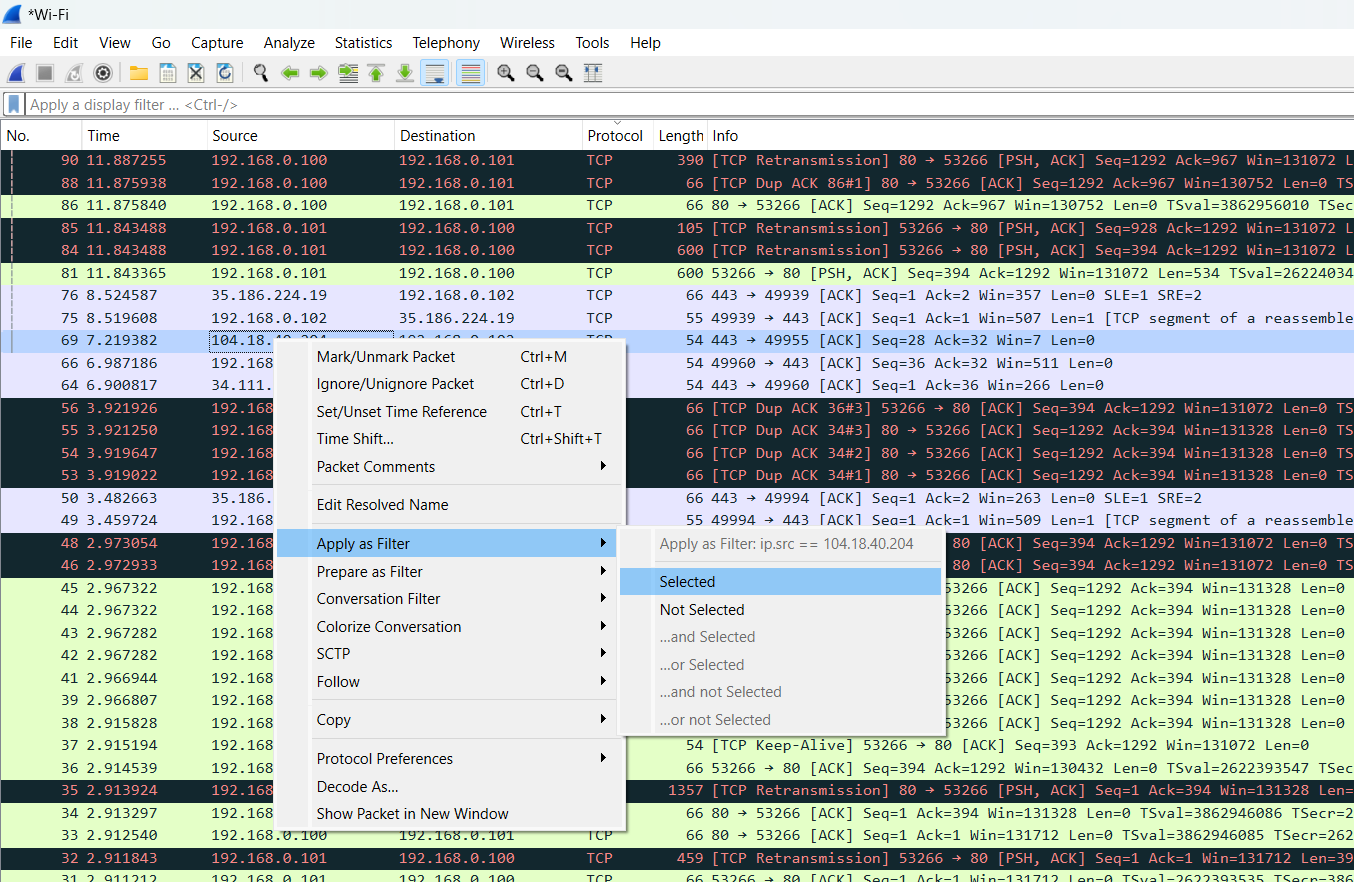 *Wi-Fi
File Edit View Go Capture Analyze Statistics Telephony Wireless Tools Help
Apply a display filter ... <Ctrl-/>
No. Time Source Destination Protocol Length Info
90 11.887255 192.168.0.100 192.168.0.101 TCP 390 [TCP Retransmission] 80 → 53266 [PSH, ACK] Seq=1292 Ack=967 Win=131072 L
88 11.875938 192.168.0.100 192.168.0.101 TCP 66 [TCP Dup ACK 86#1] 80 → 53266 [ACK] Seq=1292 Ack=967 Win=130752 Len=0 TS
86 11.875840 192.168.0.100 192.168.0.101 TCP 66 80 → 53266 [ACK] Seq=1292 Ack=967 Win=130752 Len=0 TSval=3862956010 TSec
85 11.843488 192.168.0.101 192.168.0.100 TCP 105 [TCP Retransmission] 53266 → 80 [PSH, ACK] Seq=928 Ack=1292 Win=131072 L
84 11.843488 192.168.0.101 192.168.0.100 TCP 600 [TCP Retransmission] 53266 → 80 [PSH, ACK] Seq=394 Ack=1292 Win=131072 L
81 11.843365 192.168.0.101 192.168.0.100 TCP 600 53266 → 80 [PSH, ACK] Seq=394 Ack=1292 Win=131072 Len=534 TSval=26224034
76 8.524587 35.186.224.19 192.168.0.102 TCP 66 443 → 49939 [ACK] Seq=1 Ack=2 Win=357 Len=0 SLE=1 SRE=2
75 8.519608 192.168.0.102 35.186.224.19 TCP 55 49939 → 443 [ACK] Seq=1 Ack=1 Win=507 Len=1 [TCP segment of a reassemble
69 7.219382 104.18. 54 443 → 49955 [ACK] Seq=28 Ack=32 Win=7 Len=0
66 6.987186 192.168 54 49960 → 443 [ACK] Seq=36 Ack=32 Win=511 Len=0
64 6.900817 34.111. 54 443 → 49960 [ACK] Seq=1 Ack=36 Win=266 Len=0
56 3.921926 192.168 66 [TCP Dup ACK 36#3] 53266 → 80 [ACK] Seq=394 Ack=1292 Win=131072 Len=0 TS
55 3.921250 192.168 66 [TCP Dup ACK 34#3] 80 → 53266 [ACK] Seq=1292 Ack=394 Win=131328 Len=0 TS
54 3.919647 192.168 66 [TCP Dup ACK 34#2] 80 → 53266 [ACK] Seq=1292 Ack=394 Win=131328 Len=0 TS
53 3.919022 192.168 66 [TCP Dup ACK 34#1] 80 → 53266 [ACK] Seq=1292 Ack=394 Win=131328 Len=0 TS
50 3.482663 35.186. 66 443 → 49994 [ACK] Seq=1 Ack=2 Win=263 Len=0 SLE=1 SRE=2
49 3.459724 192.168 55 49994 → 443 [ACK] Seq=1 Ack=1 Win=509 Len=1 [TCP segment of a reassemble
48 2.973054 192.168 80 [ACK] Seq=394 Ack=1292 Win=131072 Len=0 TS
46 2.972933 192.168 80 [ACK] Seq=394 Ack=1292 Win=131072 Len=0 TS
45 2.967322 192.168 53266 [ACK] Seq=1292 Ack=394 Win=131328 Len=0
44 2.967322 192.168 53266 [ACK] Seq=1292 Ack=394 Win=131328 Len=0
43 2.967282 192.168 53266 [ACK] Seq=1292 Ack=394 Win=131328 Len=0
42 2.967282 192.168 53266 [ACK] Seq=1292 Ack=394 Win=131328 Len=0
41 2.966944 192.168 53266 [ACK] Seq=1292 Ack=394 Win=131328 Len=0
39 2.966807 192.168 53266 [ACK] Seq=1292 Ack=394 Win=131328 Len=0
38 2.915828 192.168 53266 [ACK] Seq=1292 Ack=394 Win=131328 Len=0
37 2.915194 192.168 54 [TCP Keep-Alive] 53266 → 80 [ACK] Seq=393 Ack=1292 Win=131072 Len=0
36 2.914539 192.168 66 53266 → 80 [ACK] Seq=394 Ack=1292 Win=130432 Len=0 TSval=2622393547 TSec
35 2.913924 192.168 1357 [TCP Retransmission] 80 → 53266 [PSH, ACK] Seq=1 Ack=394 Win=131328 Len=
34 2.913297 192.168 66 80 → 53266 [ACK] Seq=1 Ack=394 Win=131328 Len=0 TSval=3862946086 TSecr=2
33 2.912540 192.168.0.100 192.168.0.101 TCP 66 80 → 53266 [ACK] Seq=1 Ack=1 Win=131712 Len=0 TSval=3862946085 TSecr=262
32 2.911843 192.168.0.101 192.168.0.100 TCP 459 [TCP Retransmission] 53266 → 80 [PSH, ACK] Seq=1 Ack=1 Win=131712 Len=39
31 2.911212 192.168.0.101 192.168.0.100 TCP 66 53266 → 80 [ACK] Seq=1 Ack=1 Win=131712 Len=0 TSval=2622393535 TSecr=386
Mark/Unmark Packet Ctrl+M
Ignore/Unignore Packet Ctrl+D
Set/Unset Time Reference Ctrl+T
Time Shift... Ctrl+Shift+T
Packet Comments
Edit Resolved Name
Apply as Filter
Prepare as Filter
Conversation Filter
Colorize Conversation
SCTP
Follow
Copy
Protocol Preferences
Decode As...
Show Packet in New Window
Apply as Filter: ip.src == 104.18.40.204
Selected
Not Selected
...and Selected
...or Selected
...and not Selected
...or not Selected